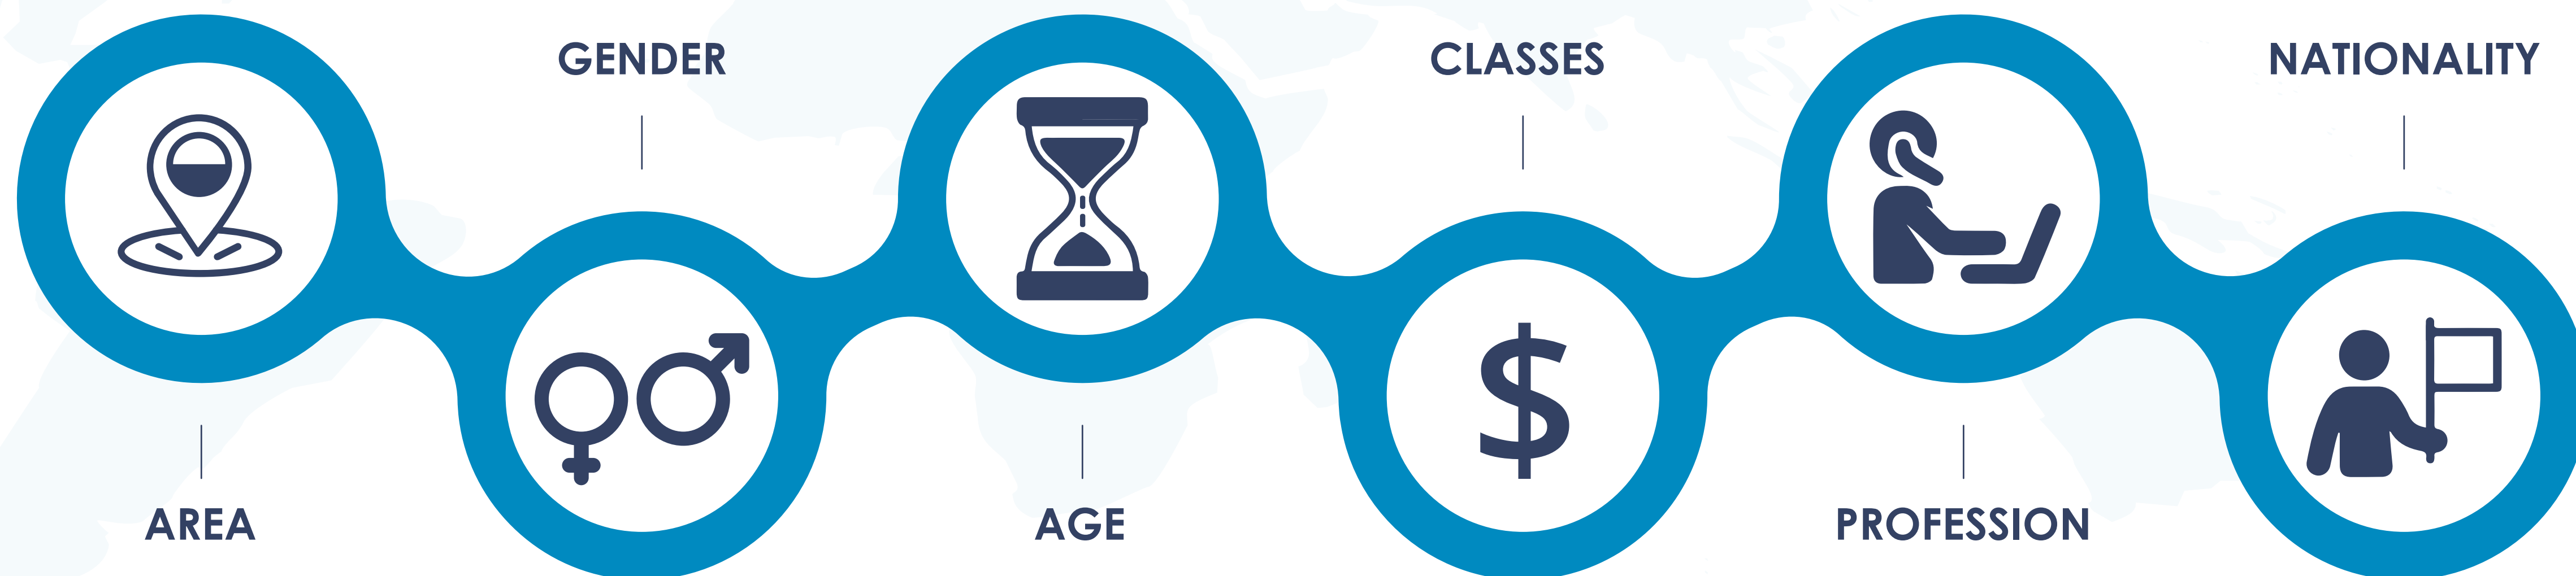 GENDER
CLASSES
NATIONALITY
AREA
AGE
PROFESSION